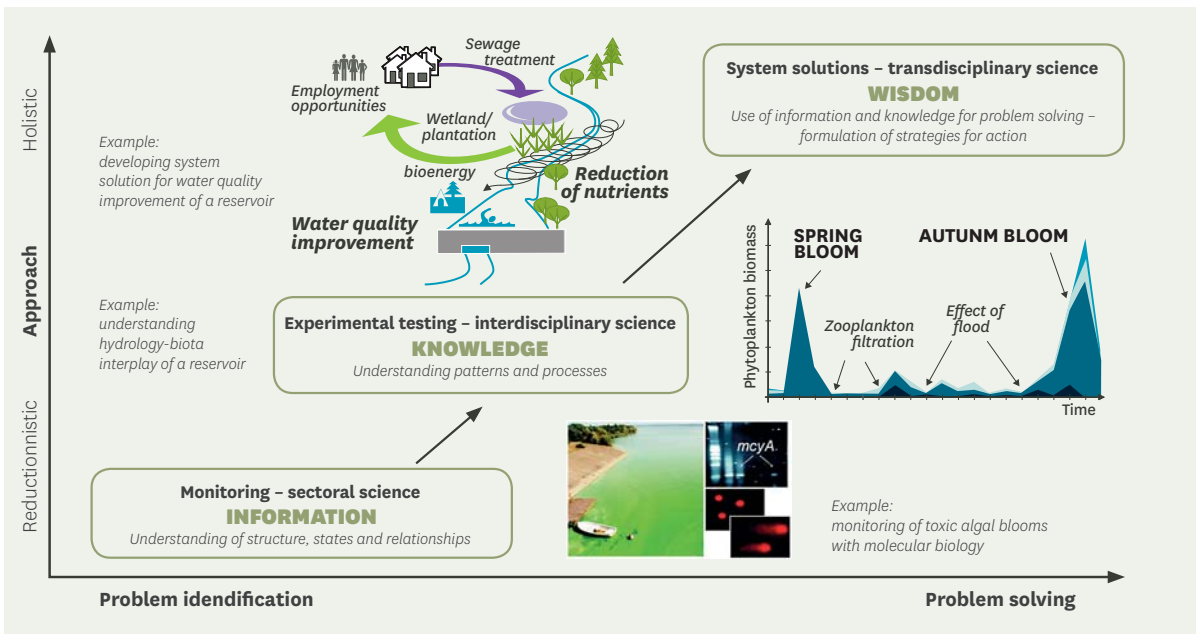 Holistic
Approach
Reductionnistic
Example:
developing system
solution for water quality
improvement of a reservoir
Employment
opportunities
Sewage
treatment
Wetland/
plantation
bioenergy
Reduction
of nutrients
Water quality
improvement
System solutions – transdisciplinary science
WISDOM
Use of information and knowledge for problem solving –
formulation of strategies for action
Example:
understanding
hydrology-biota
interplay of a reservoir
Experimental testing – interdisciplinary science
KNOWLEDGE
Understanding patterns and processes
Phytoplankton biomass
SPRING
BLOOM
AUTUNM BLOOM
Zooplankton
filtration
Effect of
flood
Time
Monitoring – sectoral science
INFORMATION
Understanding of structure, states and relationships
mcyA
Example:
monitoring of toxic algal blooms
with molecular biology
Problem idendification
Problem solving